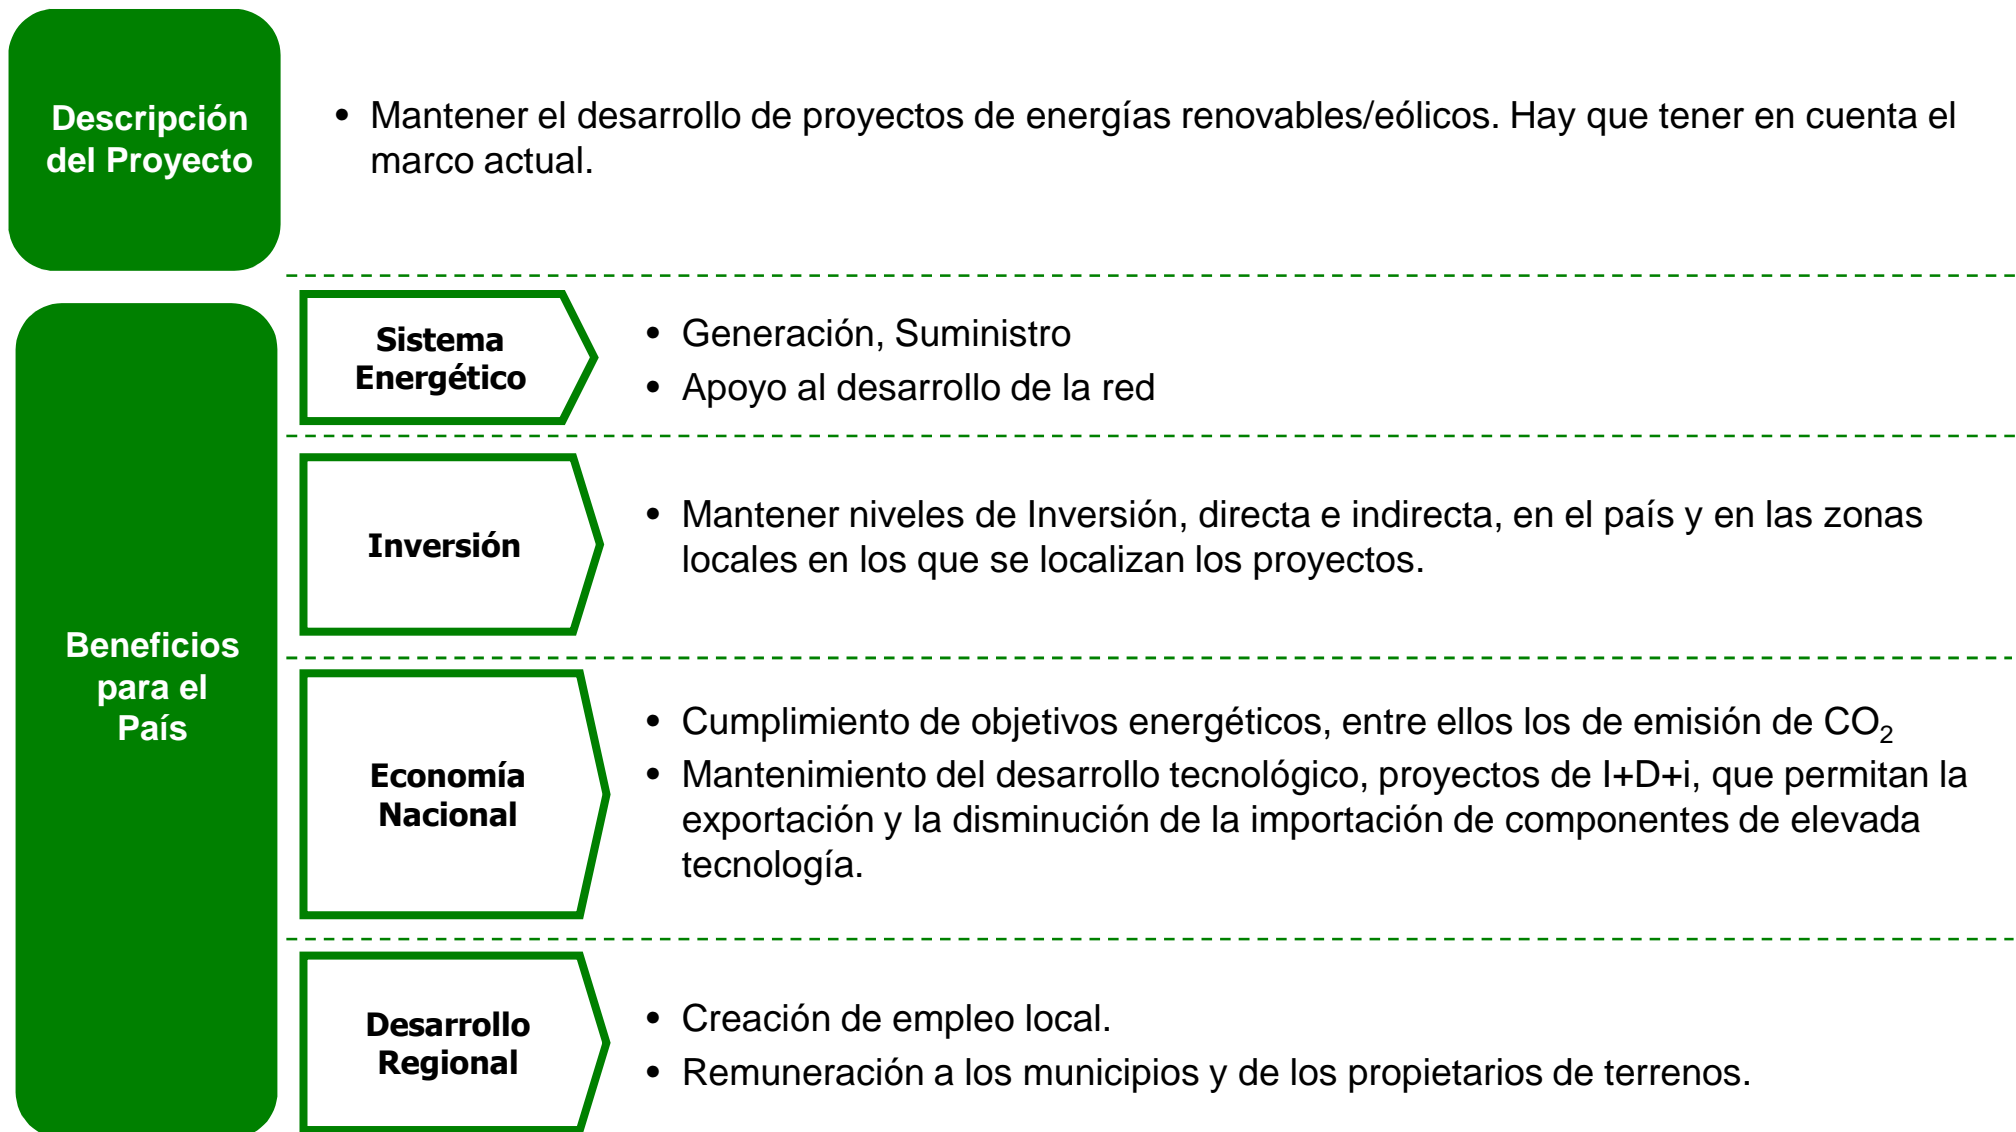 Descripción
del Proyecto
• Mantener el desarrollo de proyectos de energías renovables/eólicos. Hay que tener en cuenta el
marco actual.
Beneficios
para el
País
Sistema
Energético
• Generación, Suministro
• Apoyo al desarrollo de la red
Inversión
• Mantener niveles de Inversión, directa e indirecta, en el país y en las zonas
locales en los que se localizan los proyectos.
Economía
Nacional
• Cumplimiento de objetivos energéticos, entre ellos los de emisión de CO₂
• Mantenimiento del desarrollo tecnológico, proyectos de I+D+i, que permitan la
exportación y la disminución de la importación de componentes de elevada
tecnología.
Desarrollo
Regional
• Creación de empleo local.
• Remuneración a los municipios y de los propietarios de terrenos.